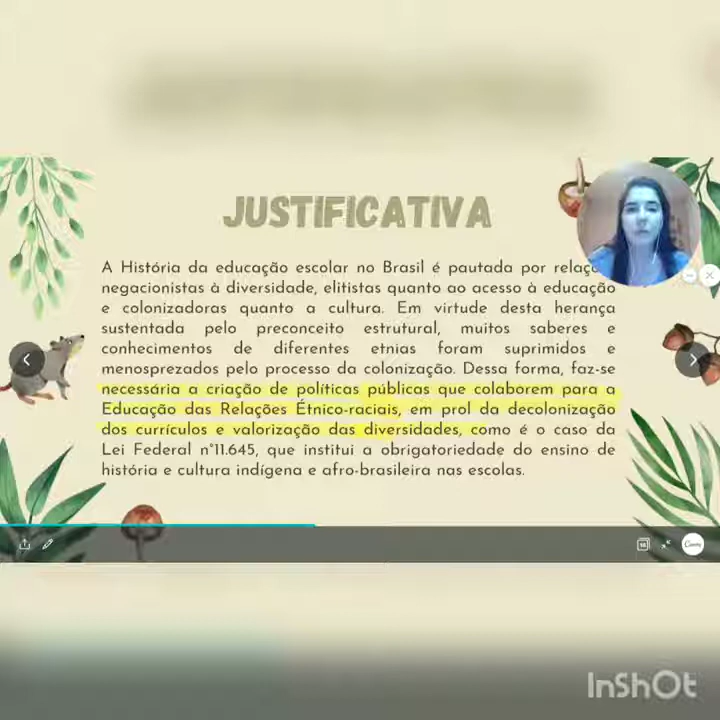 JUSTIFICATIVA
A História da educação escolar no Brasil é pautada por
negacionistas à diversidade, elitistas quanto ao acesso à educação
e colonizadoras quanto a cultura. Em virtude desta herança
sustentada pelo preconceito estrutural, muitos saberes e
conhecimentos de diferentes etnias foram suprimidos e
menosprezados pelo processo da colonização. Dessa forma, faz-se
necessária a criação de políticas públicas que colaborem para a
Educação das Relações Étnico-raciais, em prol da decolonização
dos currículos e valorização das diversidades, como é o caso da
Lei Federal n°11.645, que institui a obrigatoriedade do ensino de
história e cultura indígena e afro-brasileira nas escolas.
Canva
InShOt